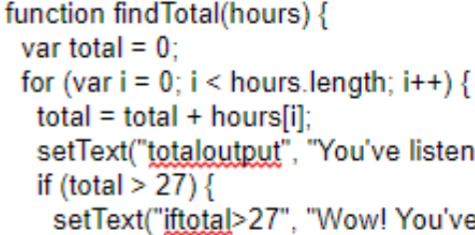 function findTotal(hours) {
var total = 0;
for (var i = 0; i < hours.length; i++) {
total = total + hours[i];
setText("totaloutput", "You've listen
if (total > 27) {
setText("iftotal>27", "Wow! You've